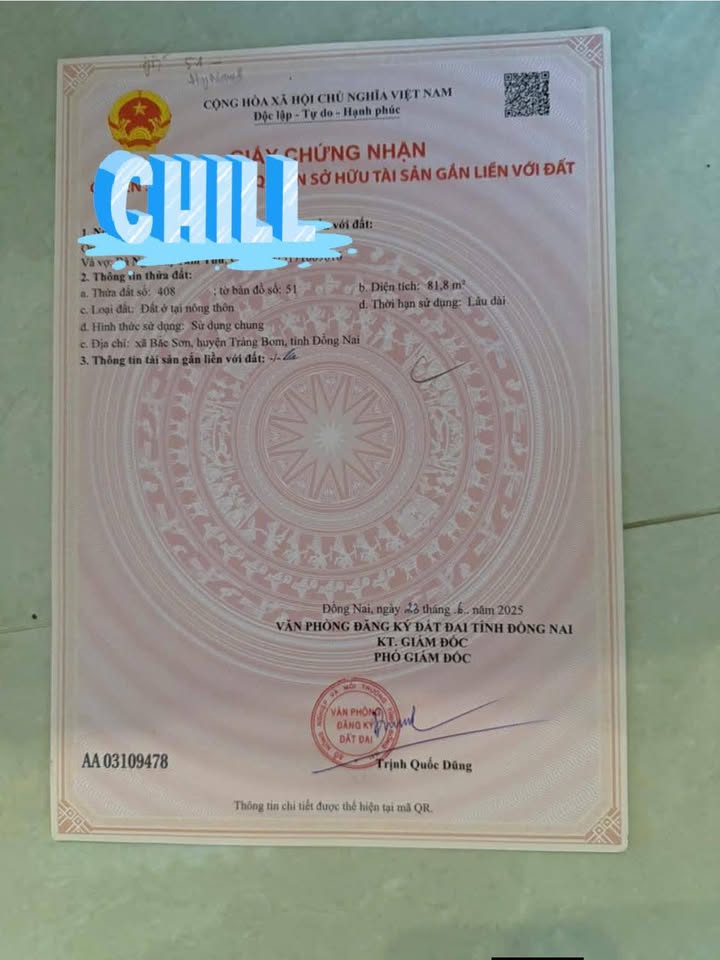 CỘNG HÒA XÃ HỘI CHỦ NGHĨA VIỆT NAM
Độc lập - Tự do - Hạnh phúc
GIẤY CHỨNG NHẬN
SỞ HỮU TÀI SẢN GẮN LIỀN VỚI ĐẤT
CHILL
1.
với đất:
Và vợ:
2. Thông tin thửa đất:
a. Thửa đất số: 408 ; tờ bản đồ số: 51
b. Diện tích: 81,8 m²
c. Loại đất: Đất ở tại nông thôn
d. Thời hạn sử dụng: Lâu dài
đ. Hình thức sử dụng: Sử dụng chung
e. Địa chỉ: xã Bắc Sơn, huyện Trảng Bom, tỉnh Đồng Nai
3. Thông tin tài sản gắn liền với đất: -/-
Đồng Nai, ngày 23 tháng 6.. năm 2025
VĂN PHÒNG ĐĂNG KÝ ĐẤT ĐAI TỈNH ĐỒNG NAI
KT. GIÁM ĐỐC
PHÓ GIÁM ĐỐC
VĂN PHÒNG
ĐĂNG KÝ
ĐẤT ĐAI
AA 03109478
Trịnh Quốc Dũng
Thông tin chi tiết được thể hiện tại mã QR.